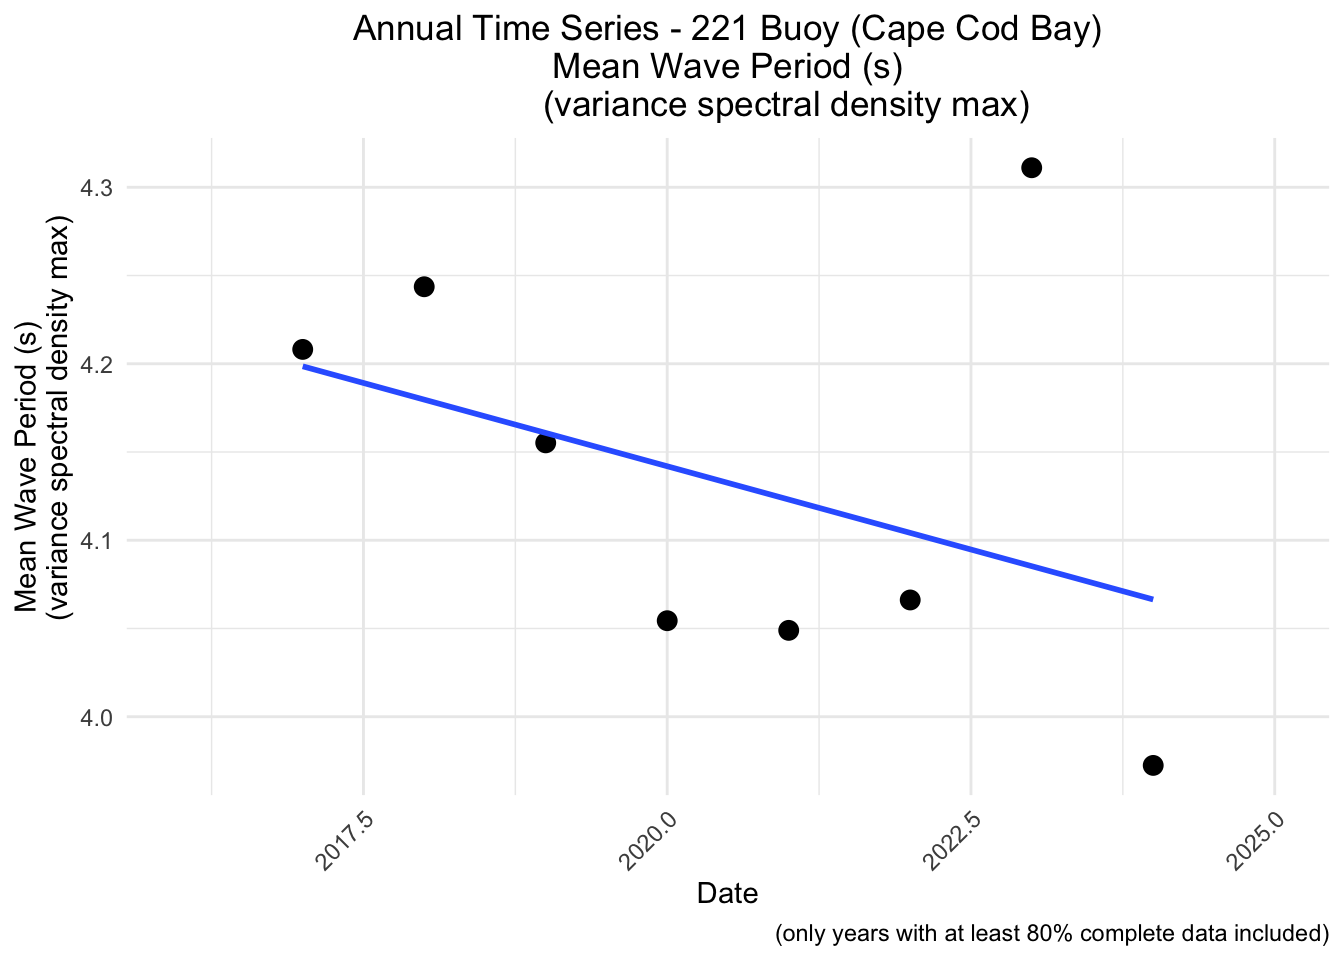 Annual Time Series - 221 Buoy (Cape Cod Bay)
Mean Wave Period (s)
(variance spectral density max)
Mean Wave Period (s)
(variance spectral density max)
4.3
4.2
4.1
4.0
2017.5
2020.0
2022.5
2025.0
Date
(only years with at least 80% complete data included)